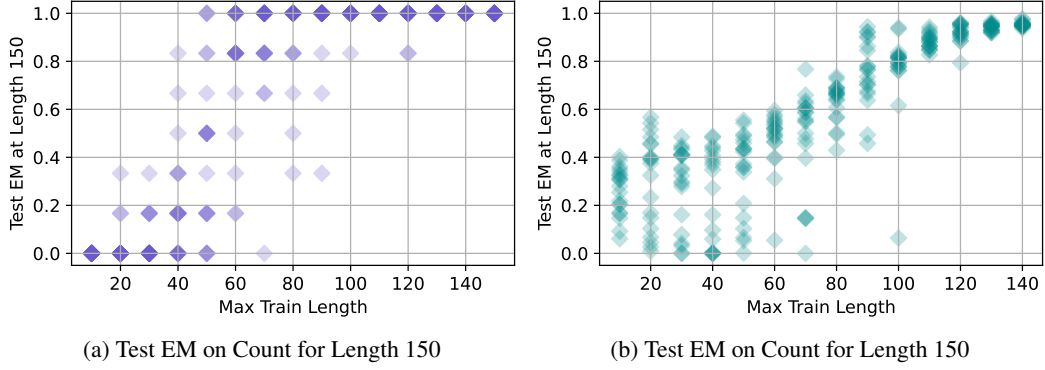 1.0
0.8
0.6
0.4
0.2
0.0
Test EM at Length 150
20 40 60 80 100 120 140
Max Train Length
(a) Test EM on Count for Length 150
1.0
0.8
0.6
0.4
0.2
0.0
Test EM at Length 150
20 40 60 80 100 120 140
Max Train Length
(b) Test EM on Count for Length 150